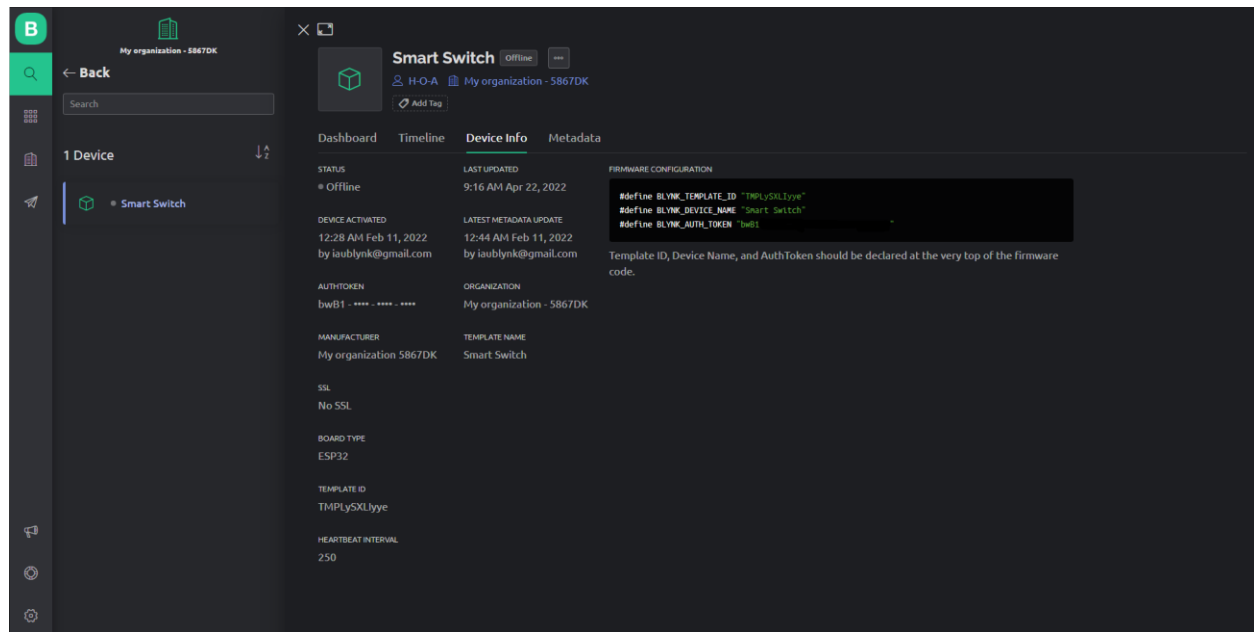 B
My organization - 5867DK
← Back
Search
1 Device
Smart Switch
Smart Switch Offline ...
H-O-A My organization - 5867DK
Add Tag
Dashboard Timeline Device Info Metadata
STATUS
Offline
LAST UPDATED
9:16 AM Apr 22, 2022
DEVICE ACTIVATED
12:28 AM Feb 11, 2022
by iaublynk@gmail.com
LATEST METADATA UPDATE
12:44 AM Feb 11, 2022
by iaublynk@gmail.com
AUTHTOKEN
bwB1 - •••• - •••• - ••••
ORGANIZATION
My organization - 5867DK
MANUFACTURER
My organization 5867DK
TEMPLATE NAME
Smart Switch
SSL
No SSL
BOARD TYPE
ESP32
TEMPLATE ID
TMPLySXLIyye
HEARTBEAT INTERVAL
250
FIRMWARE CONFIGURATION
#define BLYNK_TEMPLATE_ID "TMPLySXLIyye"
#define BLYNK_DEVICE_NAME "Smart Switch"
#define BLYNK_AUTH_TOKEN "bwB1 "
Template ID, Device Name, and AuthToken should be declared at the very top of the firmware
code.